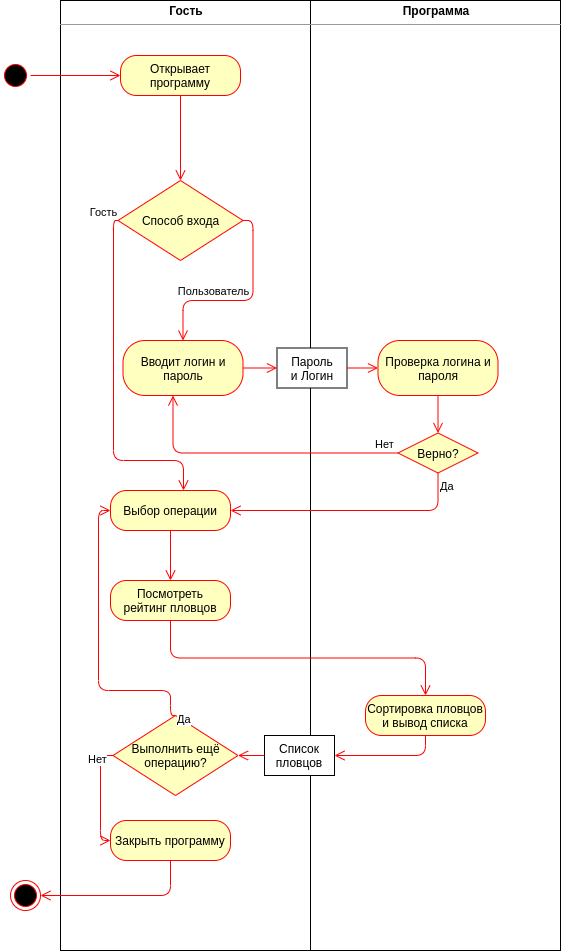 Гость
Программа
Открывает
программу
Гость
Способ входа
Пользователь
Вводит логин и
пароль
Пароль
и Логин
Проверка логина и
пароля
Нет
Верно?
Да
Выбор операции
Посмотреть
рейтинг пловцов
Сортировка пловцов
и вывод списка
Да
Выполнить ещё
операцию?
Список
пловцов
Нет
Закрыть программу